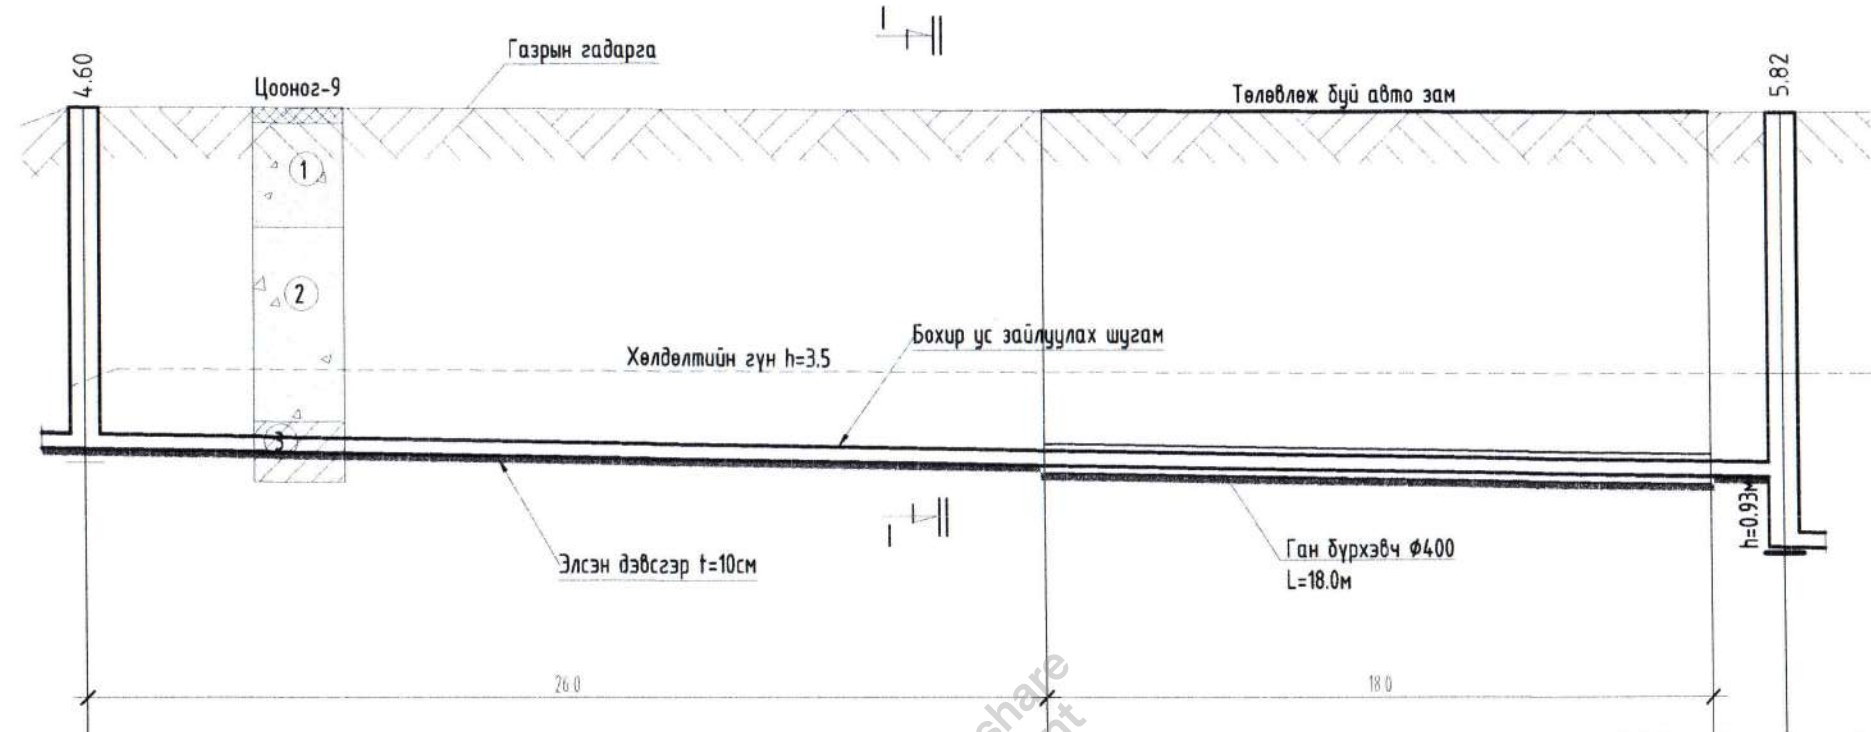 4.60
Цооног-9
Газрын гадарга
Төлөвлөж буй авто зам
5.82
1
2
3
Хөлдөлтийн гүн h=3.5
Бохир ус зайлуулах шугам
Элсэн дэвсгэр t=10см
Ган бүрхэвч Ø400
L=18.0м
h=0.93м
26.0
18.0